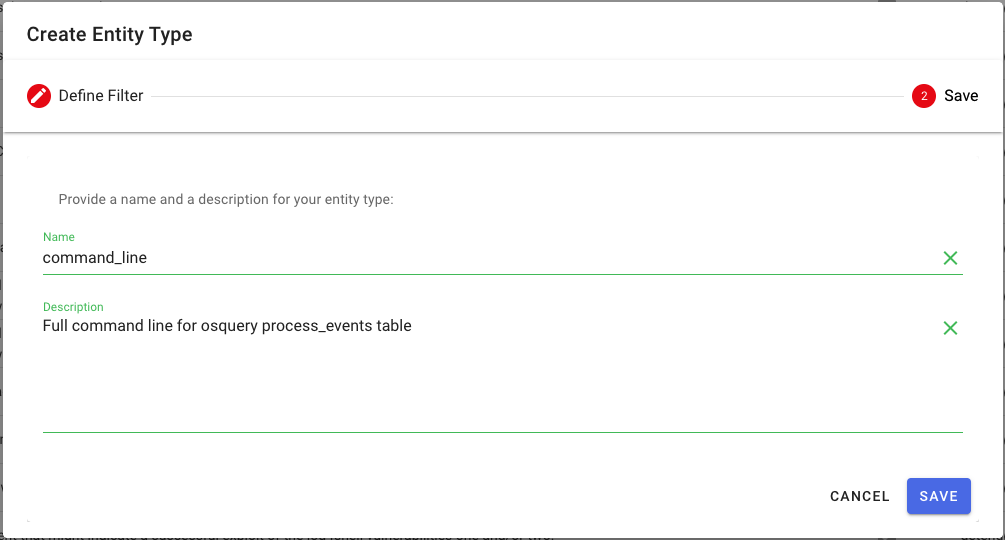 Create Entity Type
Define Filter
2 Save
Provide a name and a description for your entity type:
Name
command_line
Description
Full command line for osquery process_events table
CANCEL SAVE